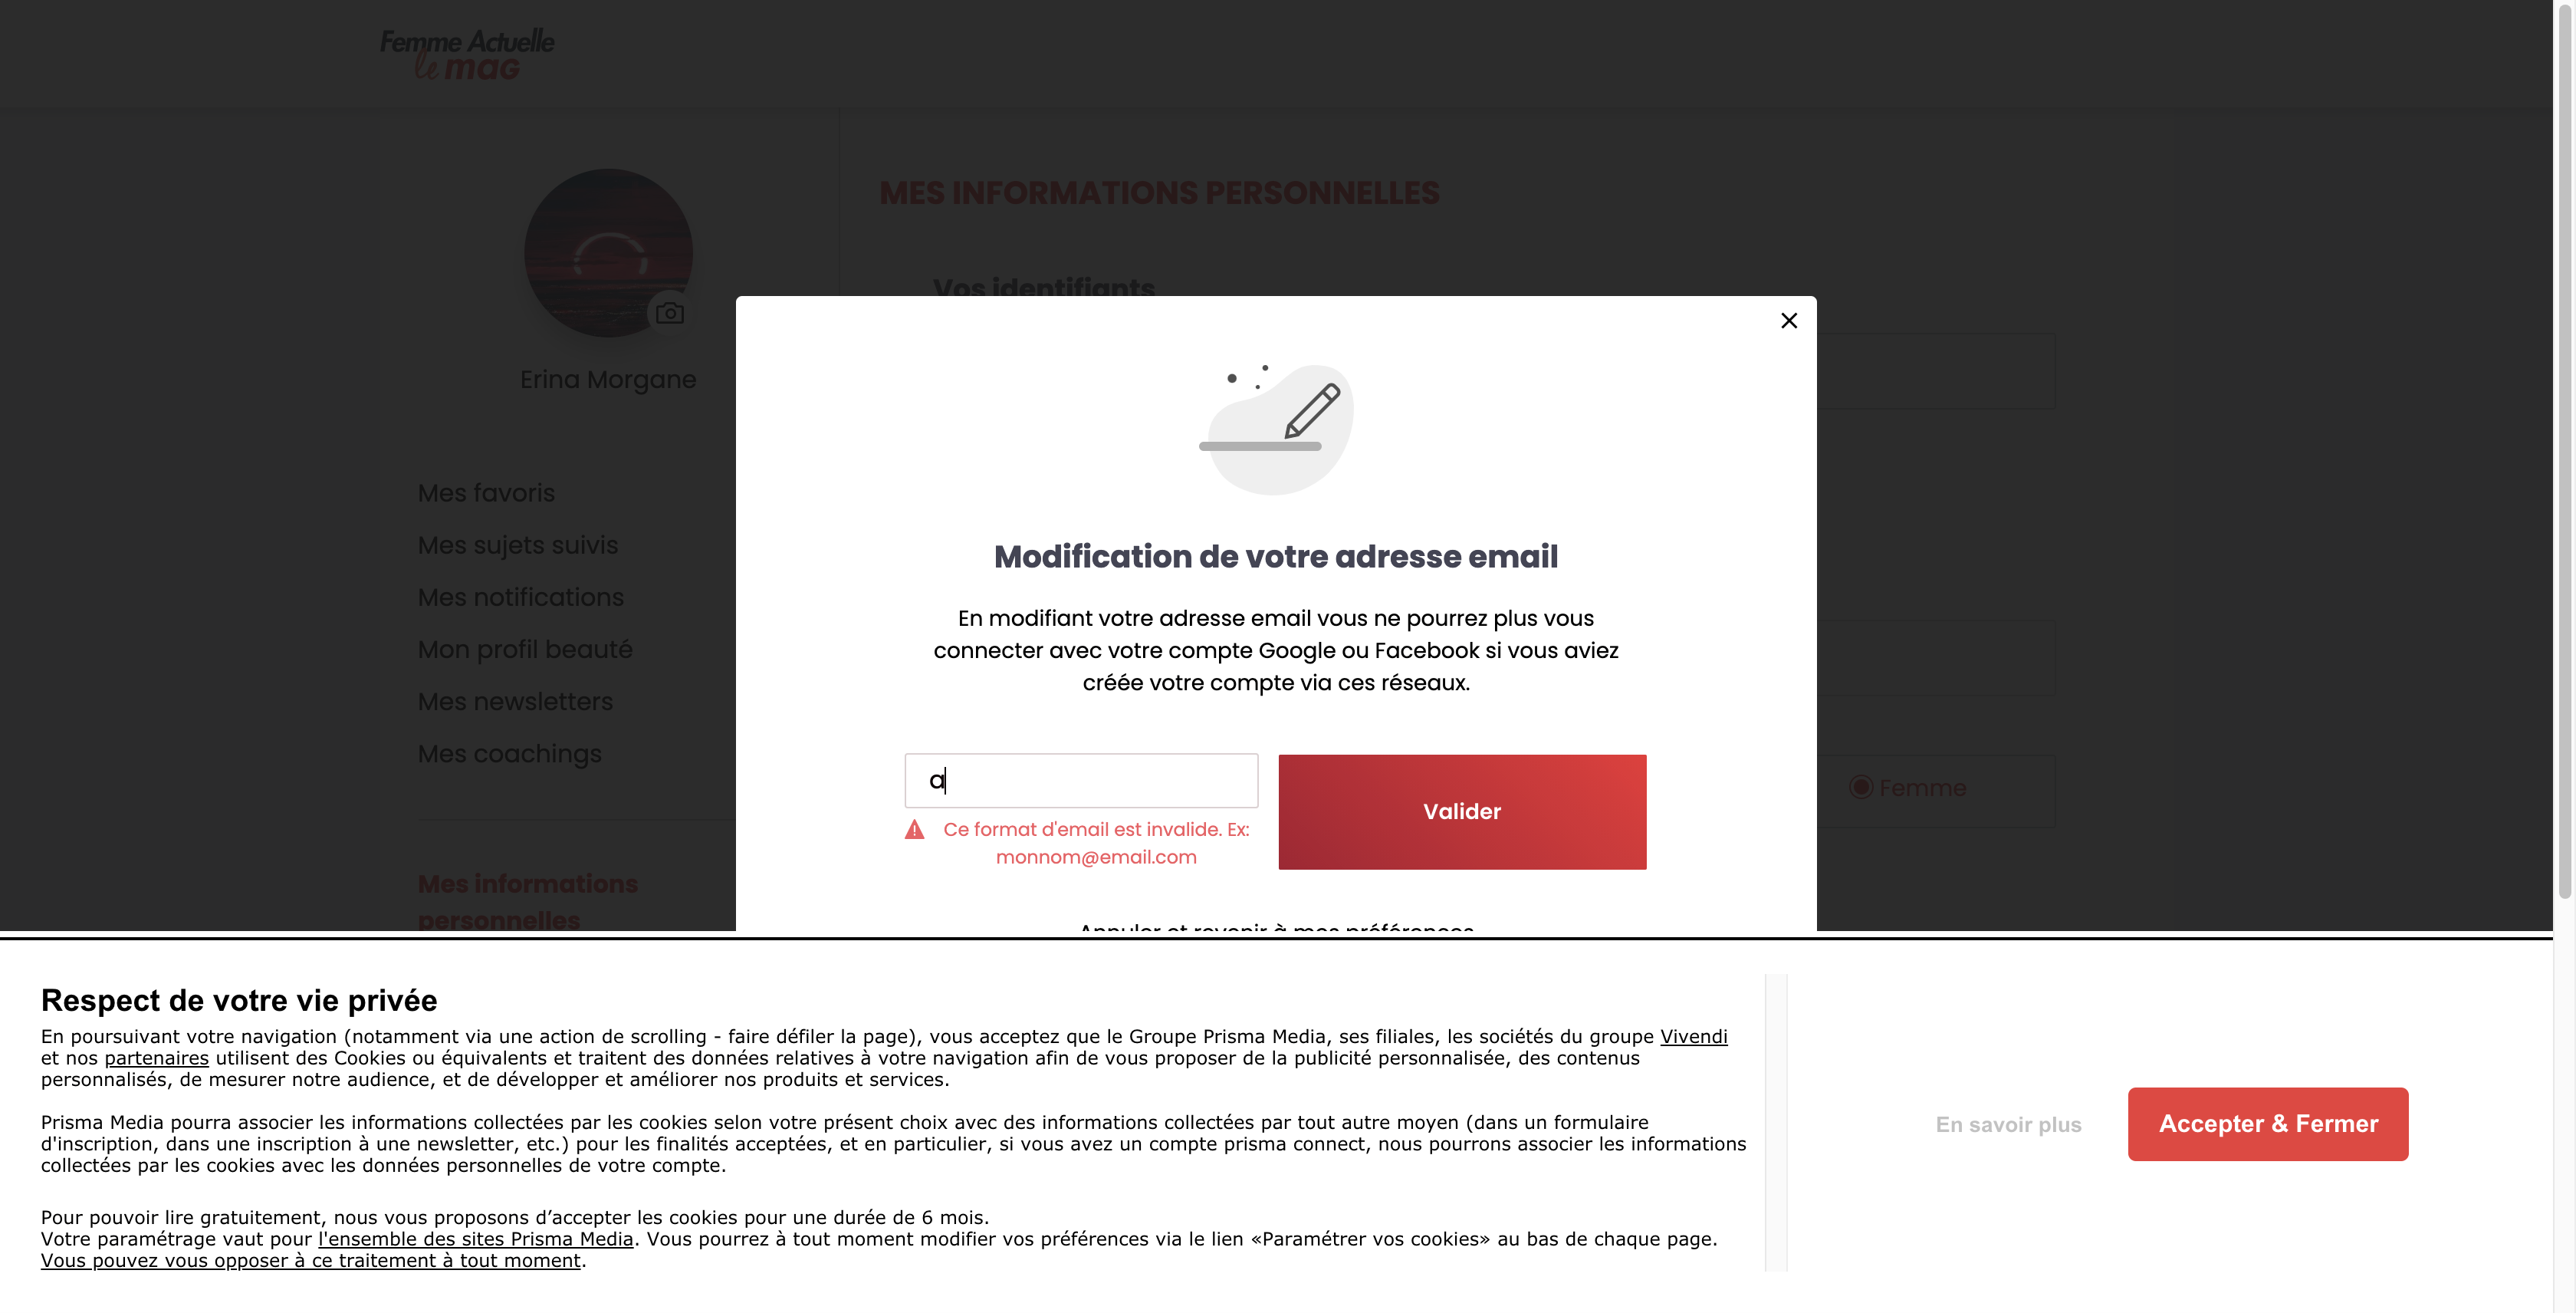 Femme Actuelle
le mag
Erina Morgane
Mes favoris
Mes sujets suivis
Mes notifications
Mon profil beauté
Mes newsletters
Mes coachings
Mes informations
personnelles
MES INFORMATIONS PERSONNELLES
Vos identifiants
Femme
Modification de votre adresse email
En modifiant votre adresse email vous ne pourrez plus vous
connecter avec votre compte Google ou Facebook si vous aviez
créée votre compte via ces réseaux.
a
Ce format d'email est invalide. Ex:
monnom@email.com
Valider
Annuler et revenir à mes préférences
Respect de votre vie privée
En poursuivant votre navigation (notamment via une action de scrolling - faire défiler la page), vous acceptez que le Groupe Prisma Media, ses filiales, les sociétés du groupe Vivendi
et nos partenaires utilisent des Cookies ou équivalents et traitent des données relatives à votre navigation afin de vous proposer de la publicité personnalisée, des contenus
personnalisés, de mesurer notre audience, et de développer et améliorer nos produits et services.
Prisma Media pourra associer les informations collectées par les cookies selon votre présent choix avec des informations collectées par tout autre moyen (dans un formulaire
d'inscription, dans une inscription à une newsletter, etc.) pour les finalités acceptées, et en particulier, si vous avez un compte prisma connect, nous pourrons associer les informations
collectées par les cookies avec les données personnelles de votre compte.
Pour pouvoir lire gratuitement, nous vous proposons d’accepter les cookies pour une durée de 6 mois.
Votre paramétrage vaut pour l'ensemble des sites Prisma Media. Vous pourrez à tout moment modifier vos préférences via le lien «Paramétrer vos cookies» au bas de chaque page.
Vous pouvez vous opposer à ce traitement à tout moment.
En savoir plus
Accepter & Fermer